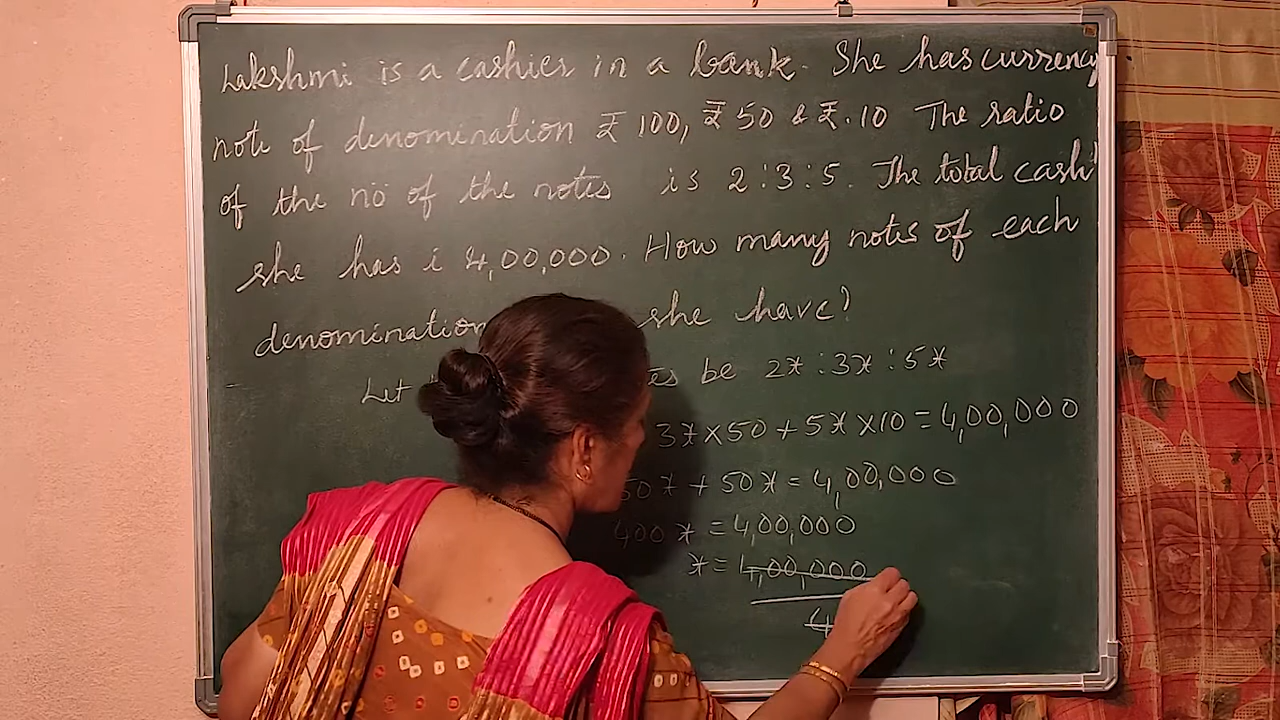 Lakshmi is a cashier in a bank. She has currency
note of denomination ₹ 100, ₹ 50 & ₹.10 The ratio
of the no of the notes is 2:3:5. The total cash
she has i 4,00,000. How many notes of each
denomination she have?
Let be 2x:3x:5x
3x×50+5x×10=4,00,000
50x+50x=4,00,000
400x=4,00,000
x=4,00,000
4